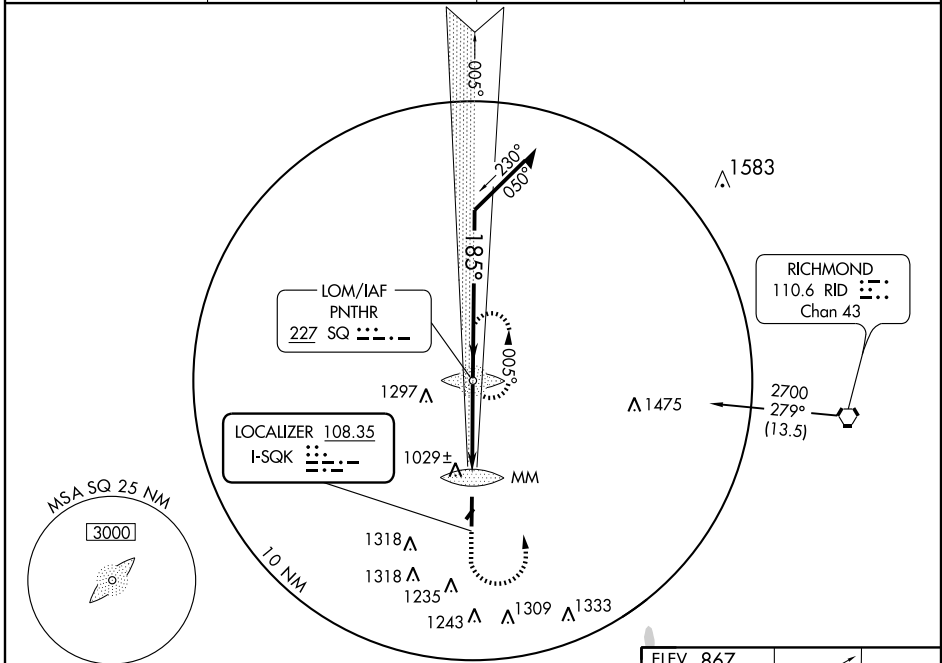 005°
230°
050°
1583
185°
RICHMOND
110.6 RID
Chan 43
LOM/IAF
PNTHR
227 SQ
005°
1297
1475
2700
279°
(13.5)
LOCALIZER 108.35
I-SQK
1029±
MM
MSA SQ 25 NM
3000
10 NM
1318
1318
1235
1243
1309
1333
ELEV 867